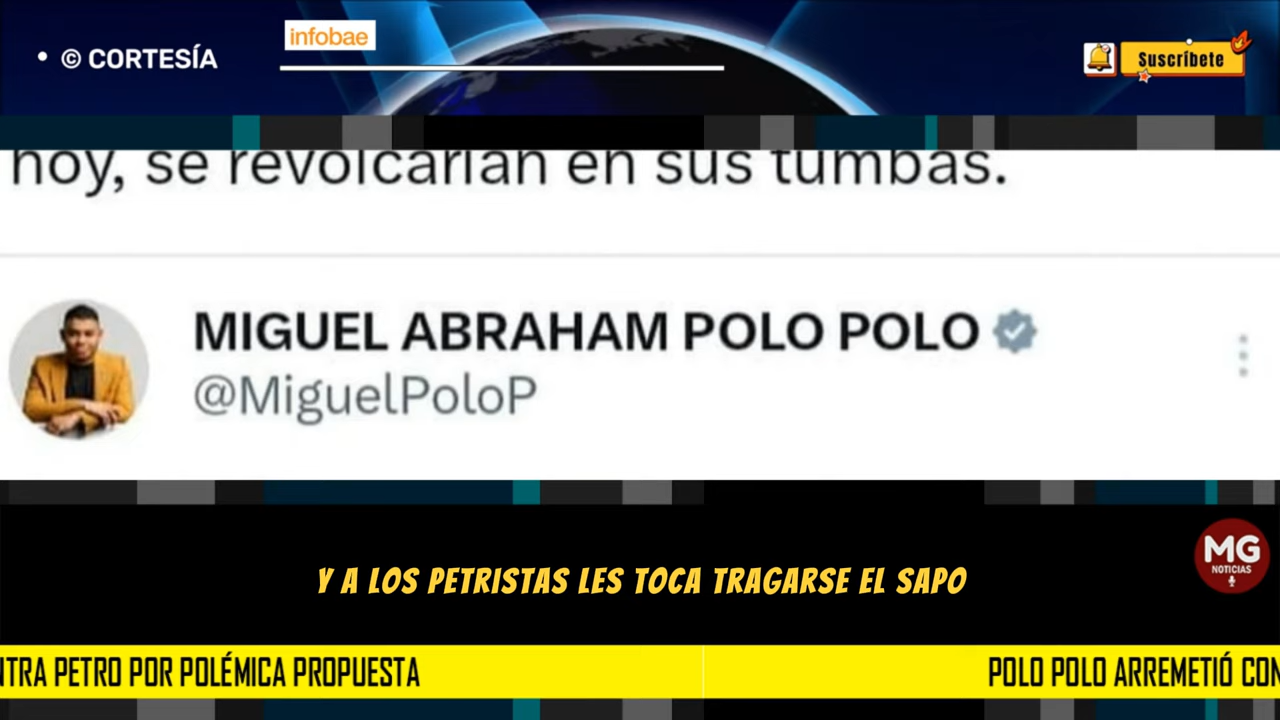 • © CORTESÍA
infobae
Suscríbete
hoy, se revolcarían en sus tumbas.
MIGUEL ABRAHAM POLO POLO
@MiguelPoloP
MG
NOTICIAS
Y A LOS PETRISTAS LES TOCA TRAGARSE EL SAPO
NTRA PETRO POR POLÉMICA PROPUESTA
POLO POLO ARREMETIÓ CON